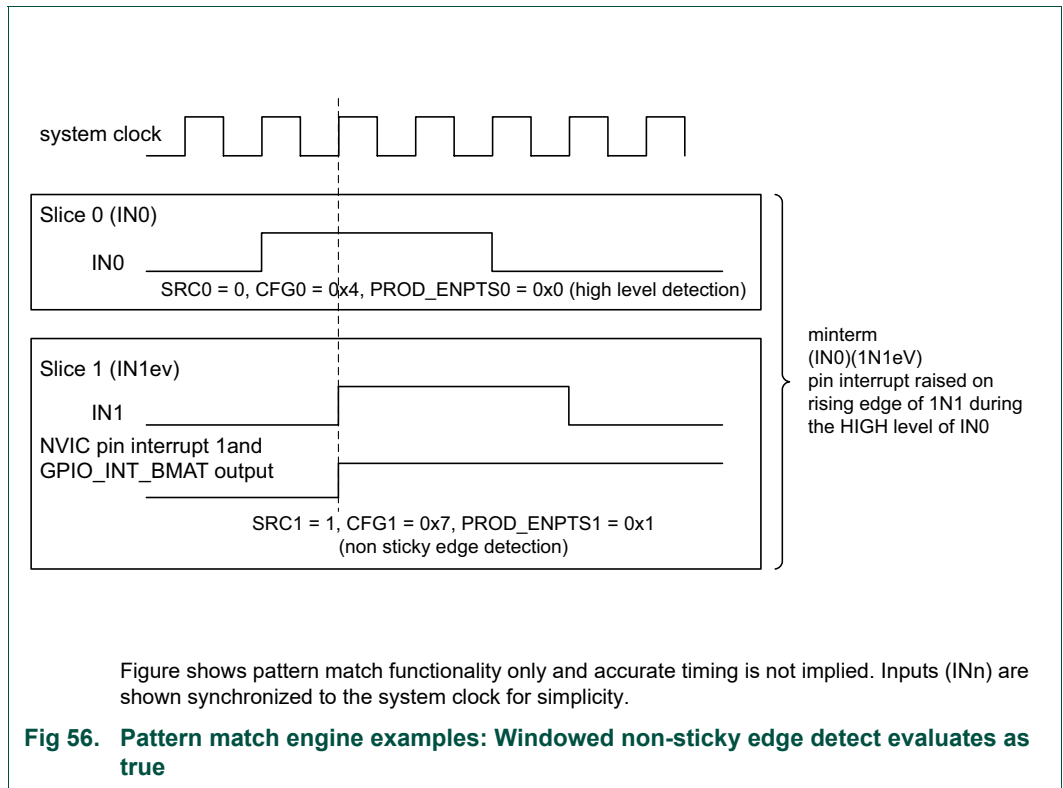 system clock
Slice 0 (IN0)
IN0
SRC0 = 0, CFG0 = 0x4, PROD_ENPTS0 = 0x0 (high level detection)
Slice 1 (IN1ev)
IN1
NVIC pin interrupt 1and
GPIO_INT_BMAT output
SRC1 = 1, CFG1 = 0x7, PROD_ENPTS1 = 0x1
(non sticky edge detection)
minterm
(IN0)(1N1eV)
pin interrupt raised on
rising edge of 1N1 during
the HIGH level of IN0
Figure shows pattern match functionality only and accurate timing is not implied. Inputs (INn) are
shown synchronized to the system clock for simplicity.
Fig 56. Pattern match engine examples: Windowed non-sticky edge detect evaluates as
true